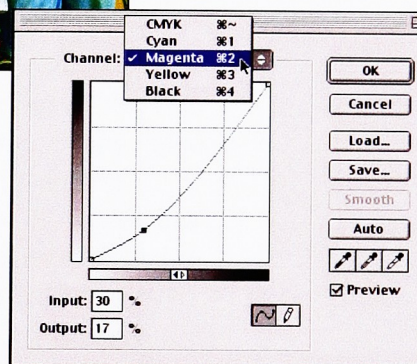 CMYK ⌘~
Cyan ⌘1
Channel: ✓ Magenta ⌘2
Yellow ⌘3
Black ⌘4
OK
Cancel
Load...
Save...
Smooth
Auto
Preview
Input: 30 %
Output: 17 %